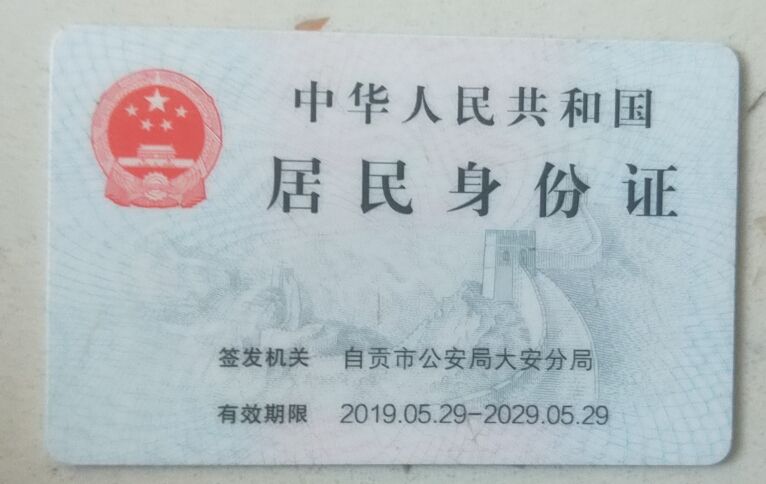 中华人民共和国
居民身份证
签发机关 自贡市公安局大安分局
有效期限 2019.05.29-2029.05.29